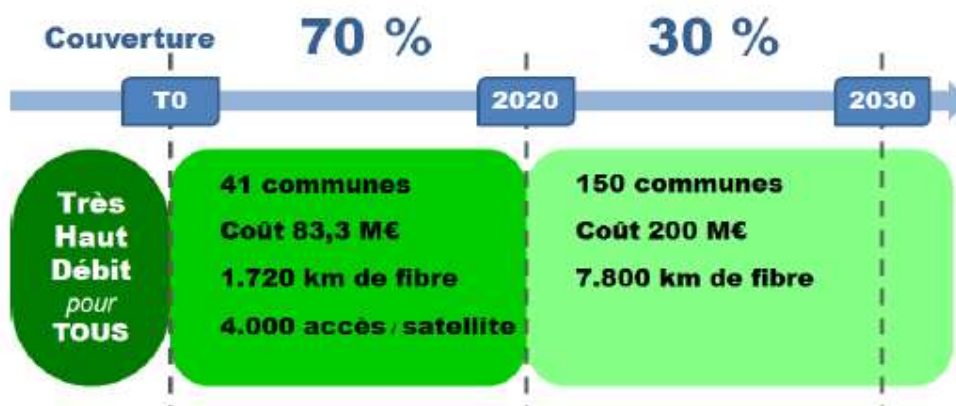 Couverture 70 % 30 %
T0 2020 2030
Très
Haut
Débit
pour
TOUS
41 communes
Coût 83,3 M€
1.720 km de fibre
4.000 accès / satellite
150 communes
Coût 200 M€
7.800 km de fibre